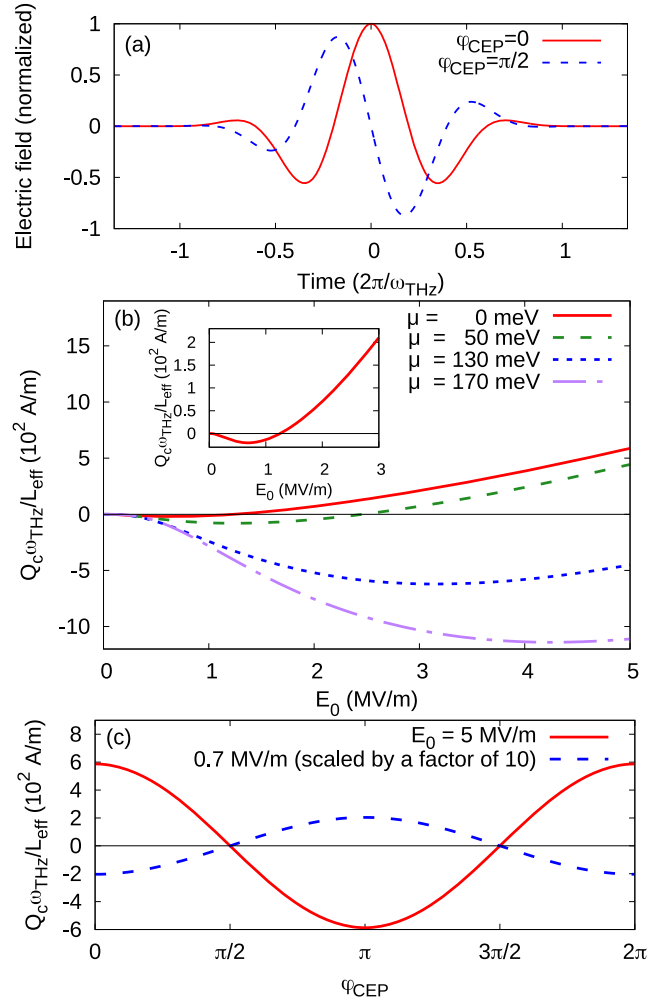 (a)
φCEP=0
φCEP=π/2
1
0.5
0
-0.5
-1
Electric field (normalized)
-1 -0.5 0 0.5 1
Time (2π/ωTHz)
(b)
μ = 0 meV
μ = 50 meV
μ = 130 meV
μ = 170 meV
15
10
5
0
-5
-10
QcωTHz/Leff (10² A/m)
2
1.5
1
0.5
0
QcωTHz/Leff (10² A/m)
0 1 2 3
E0 (MV/m)
0 1 2 3 4 5
E0 (MV/m)
(c)
E0 = 5 MV/m
0.7 MV/m (scaled by a factor of 10)
8
6
4
2
0
-2
-4
-6
QcωTHz/Leff (10² A/m)
0 π/2 π 3π/2 2π
φCEP